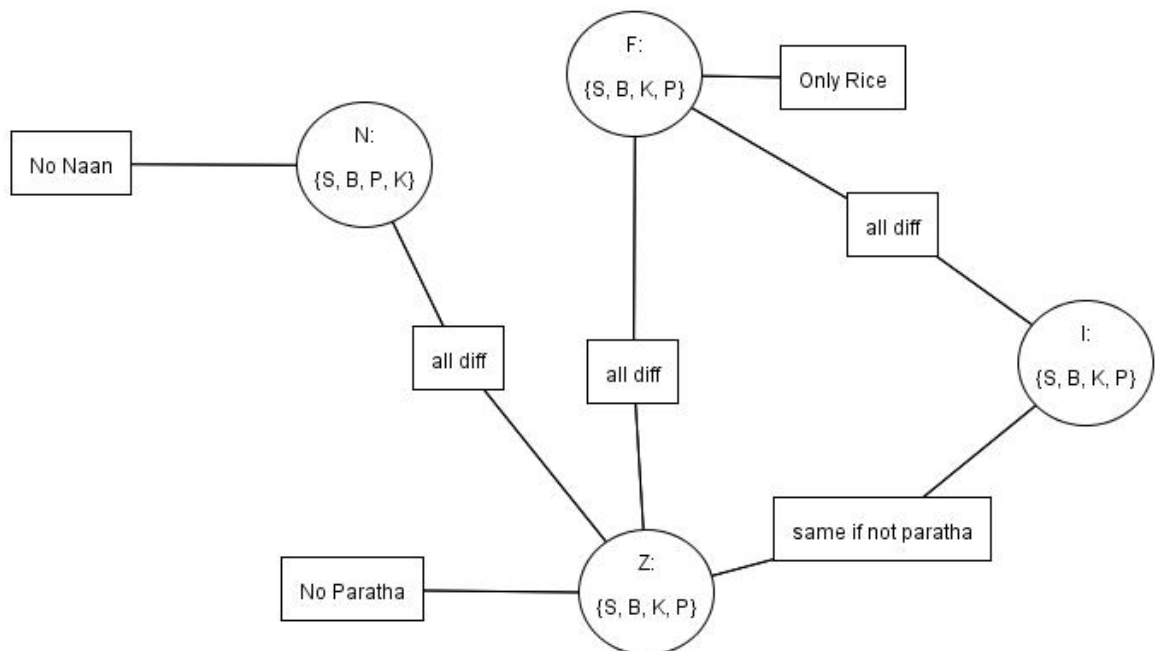 F:
{S, B, K, P}
Only Rice
N:
{S, B, P, K}
No Naan
all diff
I:
{S, B, K, P}
all diff
all diff
same if not paratha
Z:
{S, B, K, P}
No Paratha